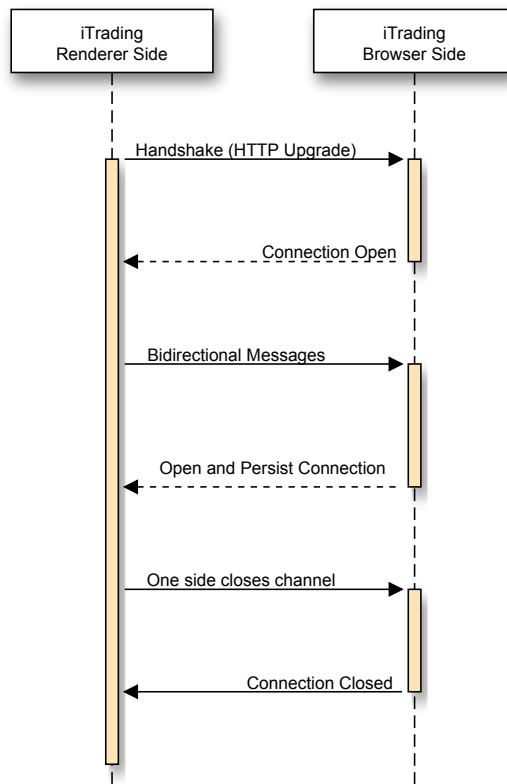 iTrading
Renderer Side
iTrading
Browser Side
Handshake (HTTP Upgrade)
Connection Open
Bidirectional Messages
Open and Persist Connection
One side closes channel
Connection Closed